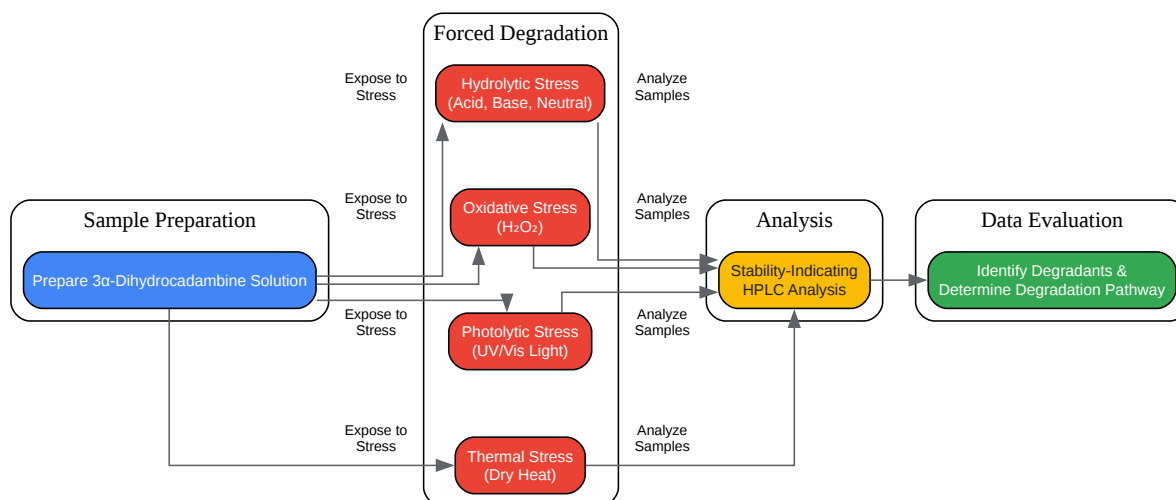 Sample Preparation
Prepare 3α-Dihydrocadambine Solution
Expose to
Stress
Expose to
Stress
Expose to
Stress
Expose to
Stress
Forced Degradation
Hydrolytic Stress
(Acid, Base, Neutral)
Oxidative Stress
(H₂O₂)
Photolytic Stress
(UV/Vis Light)
Thermal Stress
(Dry Heat)
Analyze
Samples
Analyze
Samples
Analyze
Samples
Analyze
Samples
Analysis
Stability-Indicating
HPLC Analysis
Data Evaluation
Identify Degradants &
Determine Degradation Pathway